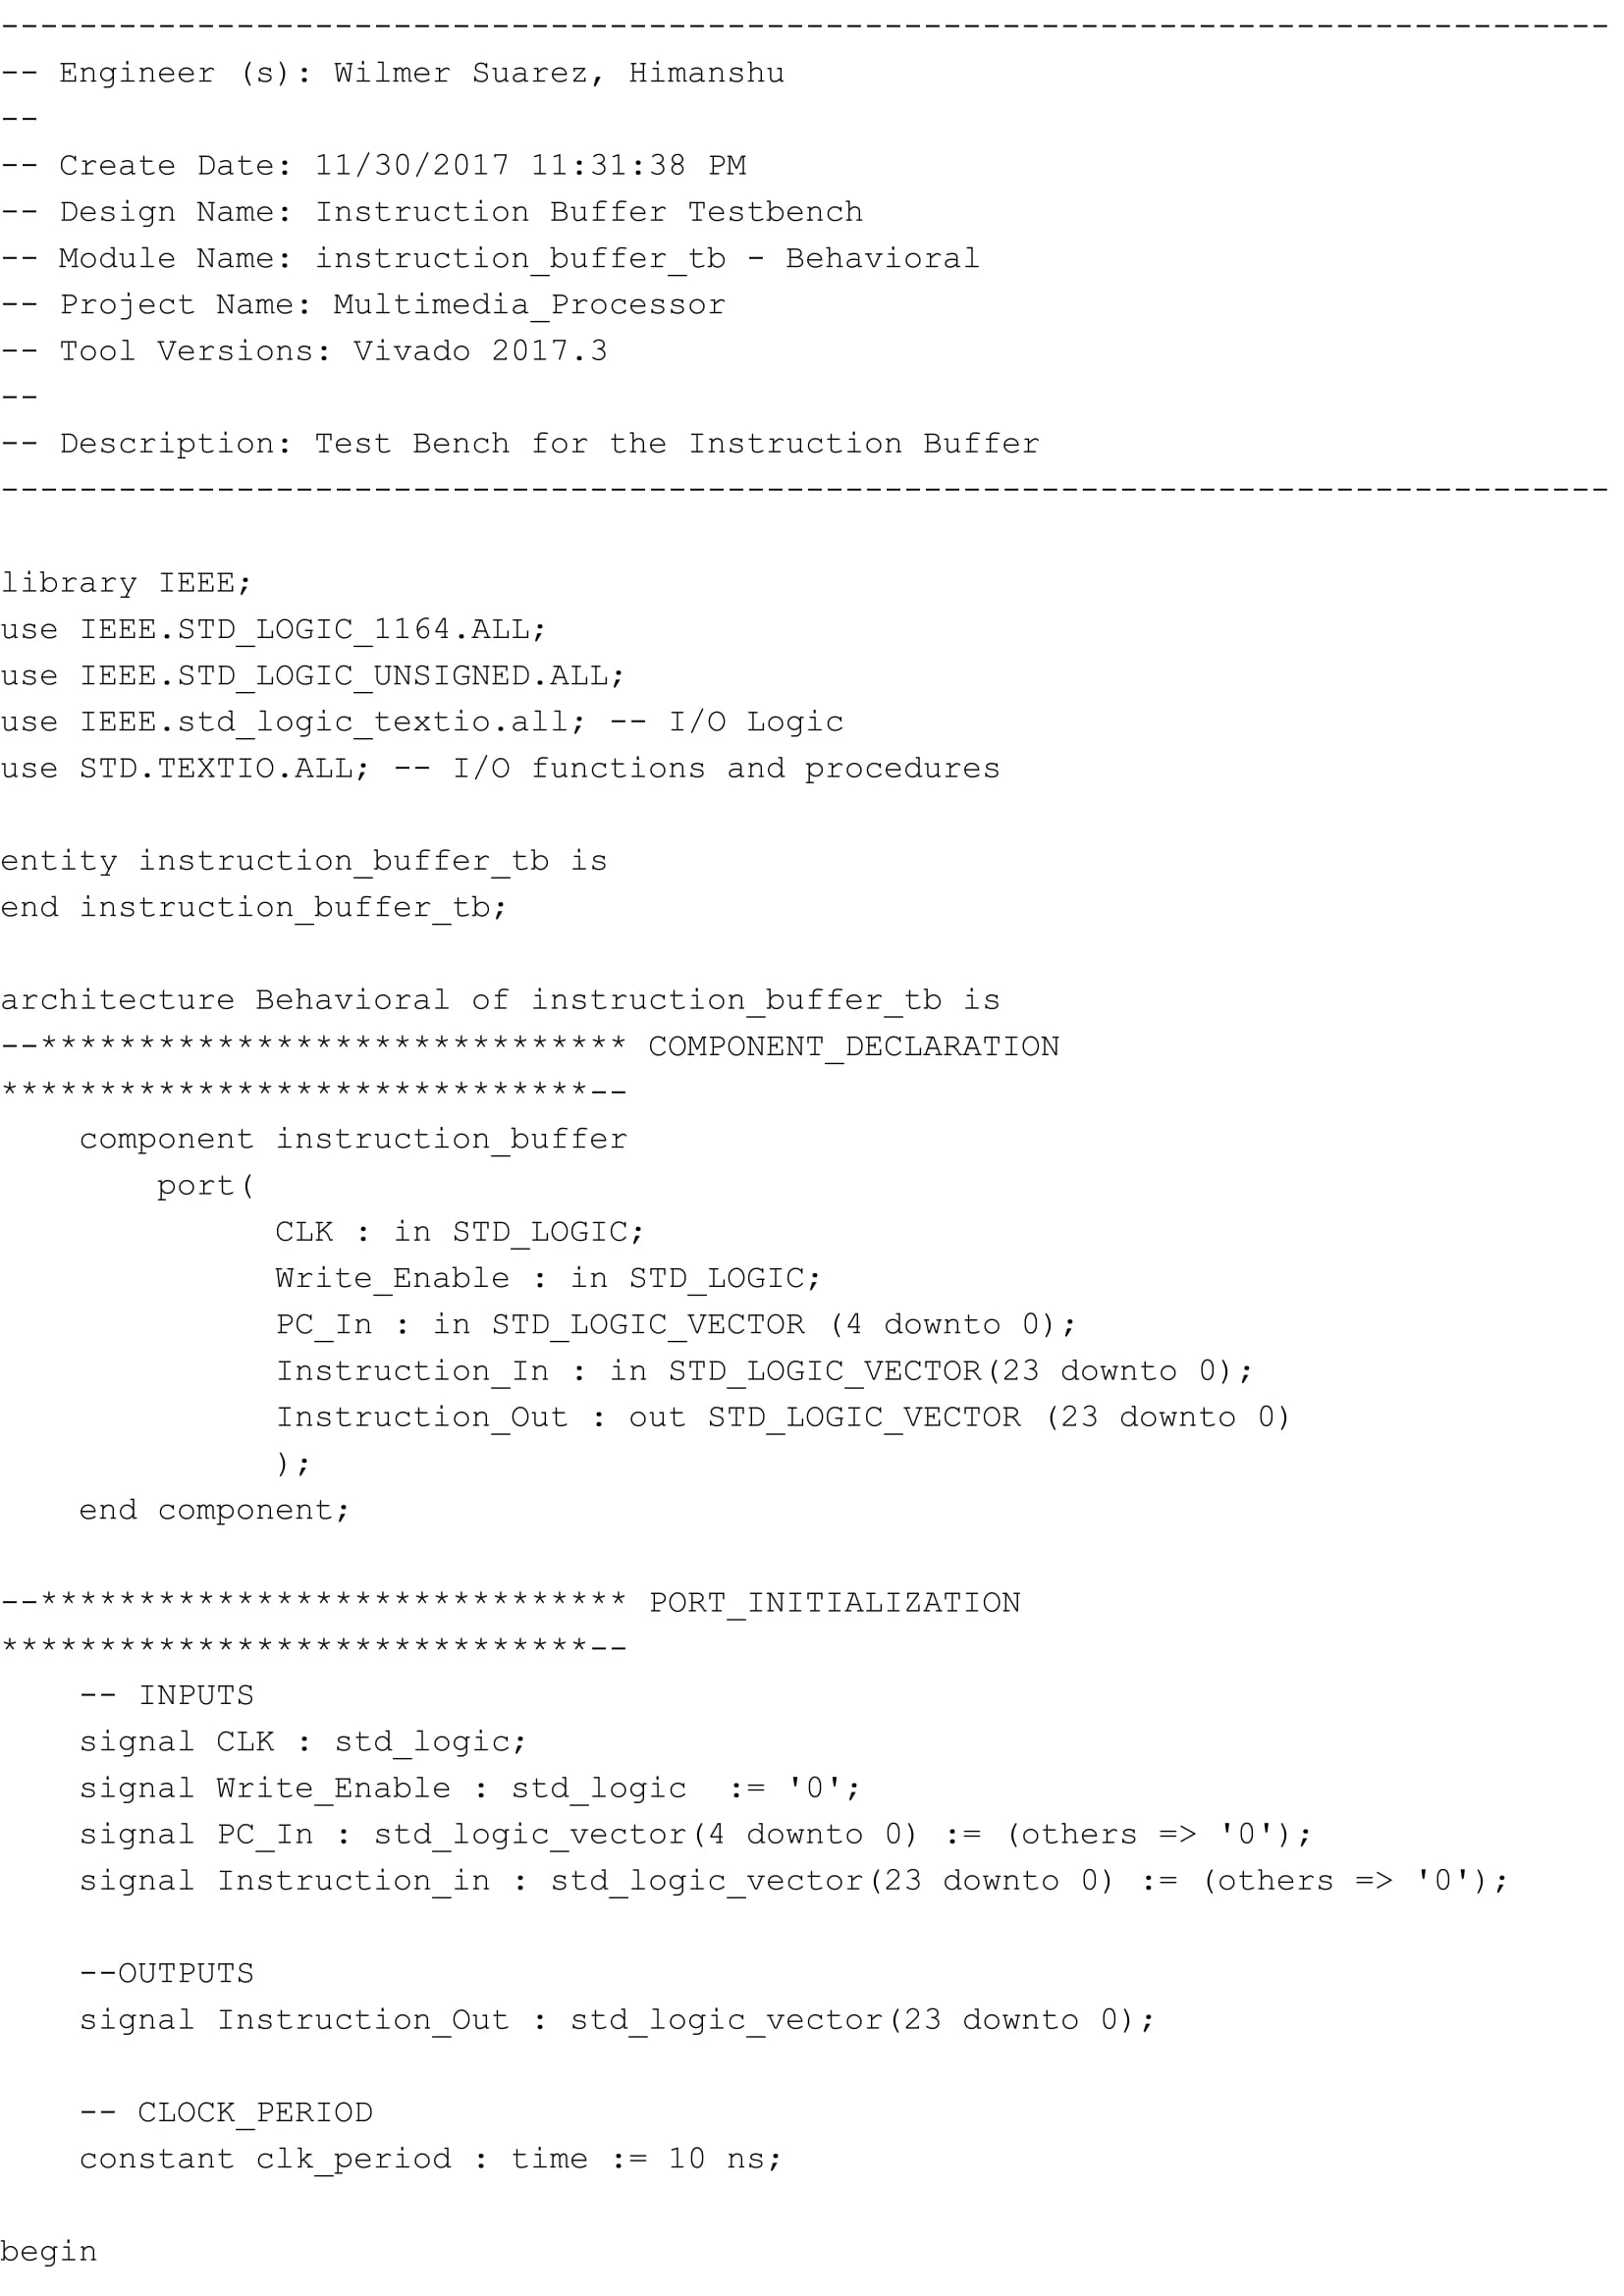 ----------------------------------------------------------------------------------
-- Engineer (s): Wilmer Suarez, Himanshu
--
-- Create Date: 11/30/2017 11:31:38 PM
-- Design Name: Instruction Buffer Testbench
-- Module Name: instruction_buffer_tb - Behavioral
-- Project Name: Multimedia_Processor
-- Tool Versions: Vivado 2017.3
--
-- Description: Test Bench for the Instruction Buffer
----------------------------------------------------------------------------------

library IEEE;
use IEEE.STD_LOGIC_1164.ALL;
use IEEE.STD_LOGIC_UNSIGNED.ALL;
use IEEE.std_logic_textio.all; -- I/O Logic
use STD.TEXTIO.ALL; -- I/O functions and procedures

entity instruction_buffer_tb is
end instruction_buffer_tb;

architecture Behavioral of instruction_buffer_tb is
--****************************** COMPONENT_DECLARATION
******************************--
    component instruction_buffer
        port(
              CLK : in STD_LOGIC;
              Write_Enable : in STD_LOGIC;
              PC_In : in STD_LOGIC_VECTOR (4 downto 0);
              Instruction_In : in STD_LOGIC_VECTOR(23 downto 0);
              Instruction_Out : out STD_LOGIC_VECTOR (23 downto 0)
              );
    end component;

--****************************** PORT_INITIALIZATION
******************************--
    -- INPUTS
    signal CLK : std_logic;
    signal Write_Enable : std_logic  := '0';
    signal PC_In : std_logic_vector(4 downto 0) := (others => '0');
    signal Instruction_in : std_logic_vector(23 downto 0) := (others => '0');

    --OUTPUTS
    signal Instruction_Out : std_logic_vector(23 downto 0);

    -- CLOCK_PERIOD
    constant clk_period : time := 10 ns;

begin